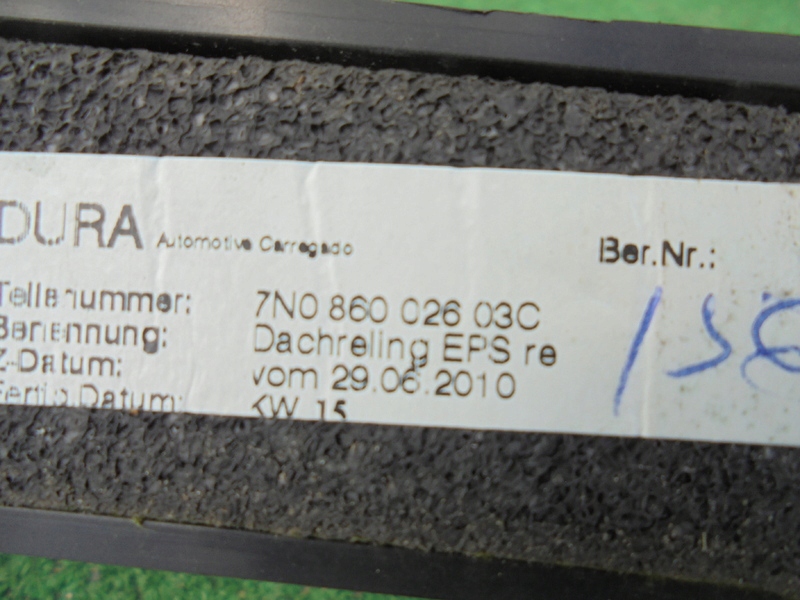 DURA Automotive Carregado
Ber.Nr.:
Teilenummer: 7N0 860 026 03C
Benennung: Dachreling EPS re
Z-Datum: vom 29.06.2010
Fertig.Datum: KW 15